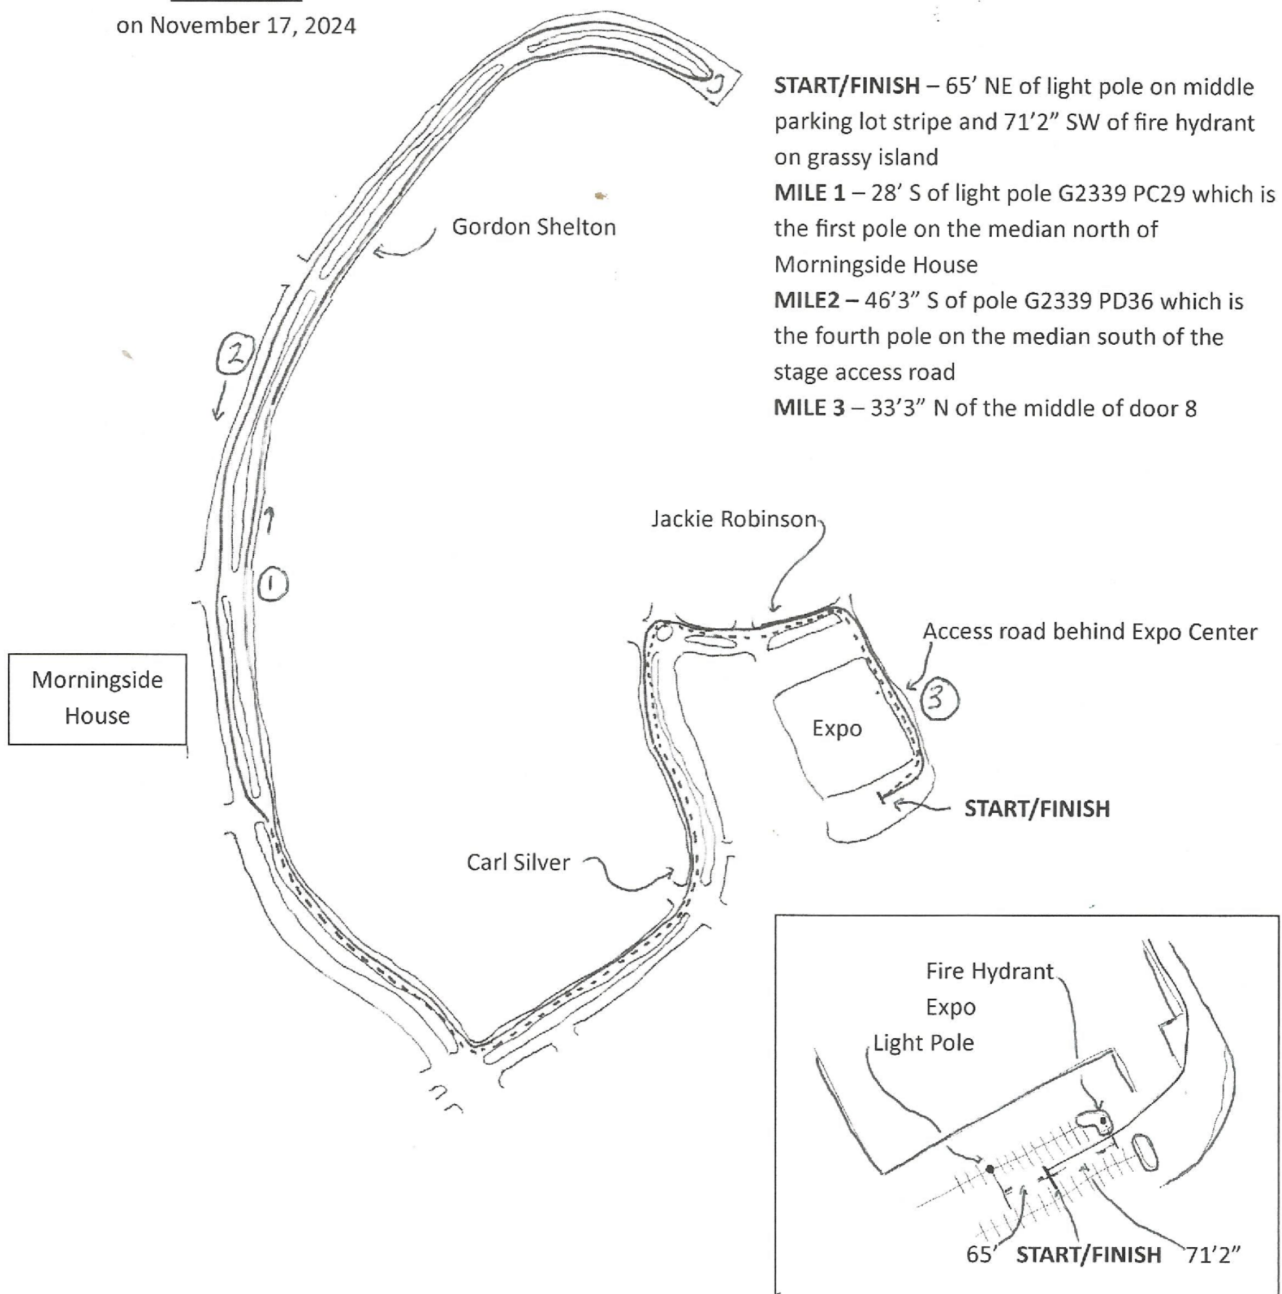 on November 17, 2024
START/FINISH – 65’ NE of light pole on middle
parking lot stripe and 71’2” SW of fire hydrant
on grassy island
MILE 1 – 28’ S of light pole G2339 PC29 which is
the first pole on the median north of
Morningside House
MILE2 – 46’3” S of pole G2339 PD36 which is
the fourth pole on the median south of the
stage access road
MILE 3 – 33’3” N of the middle of door 8
Gordon Shelton
2
Jackie Robinson
1
Access road behind Expo Center
Morningside
House
3
Expo
START/FINISH
Carl Silver
Fire Hydrant
Expo
Light Pole
65’ START/FINISH 71’2”